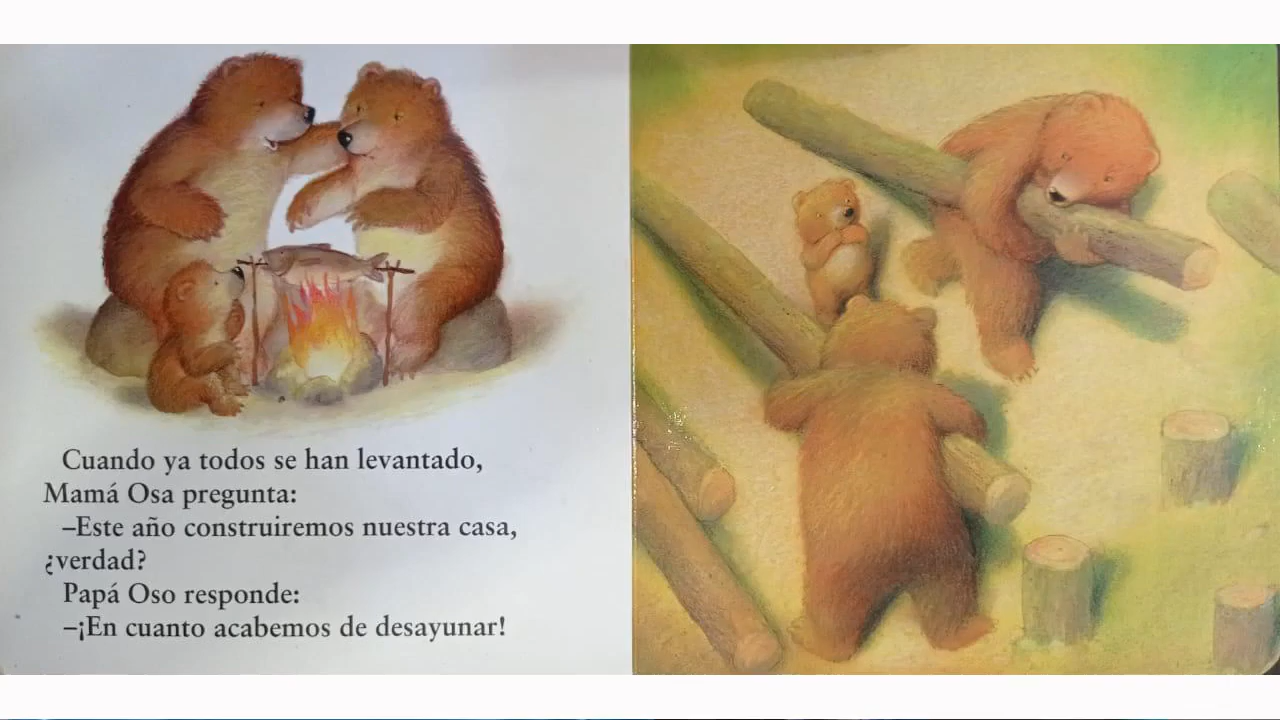 Cuando ya todos se han levantado,
Mamá Osa pregunta:
–Este año construiremos nuestra casa,
¿verdad?
Papá Oso responde:
–¡En cuanto acabemos de desayunar!